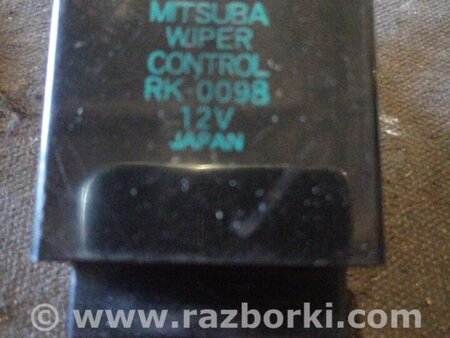 MITSUBA
WIPER
CONTROL
RK-0098
12V
JAPAN
© www.razborki.com